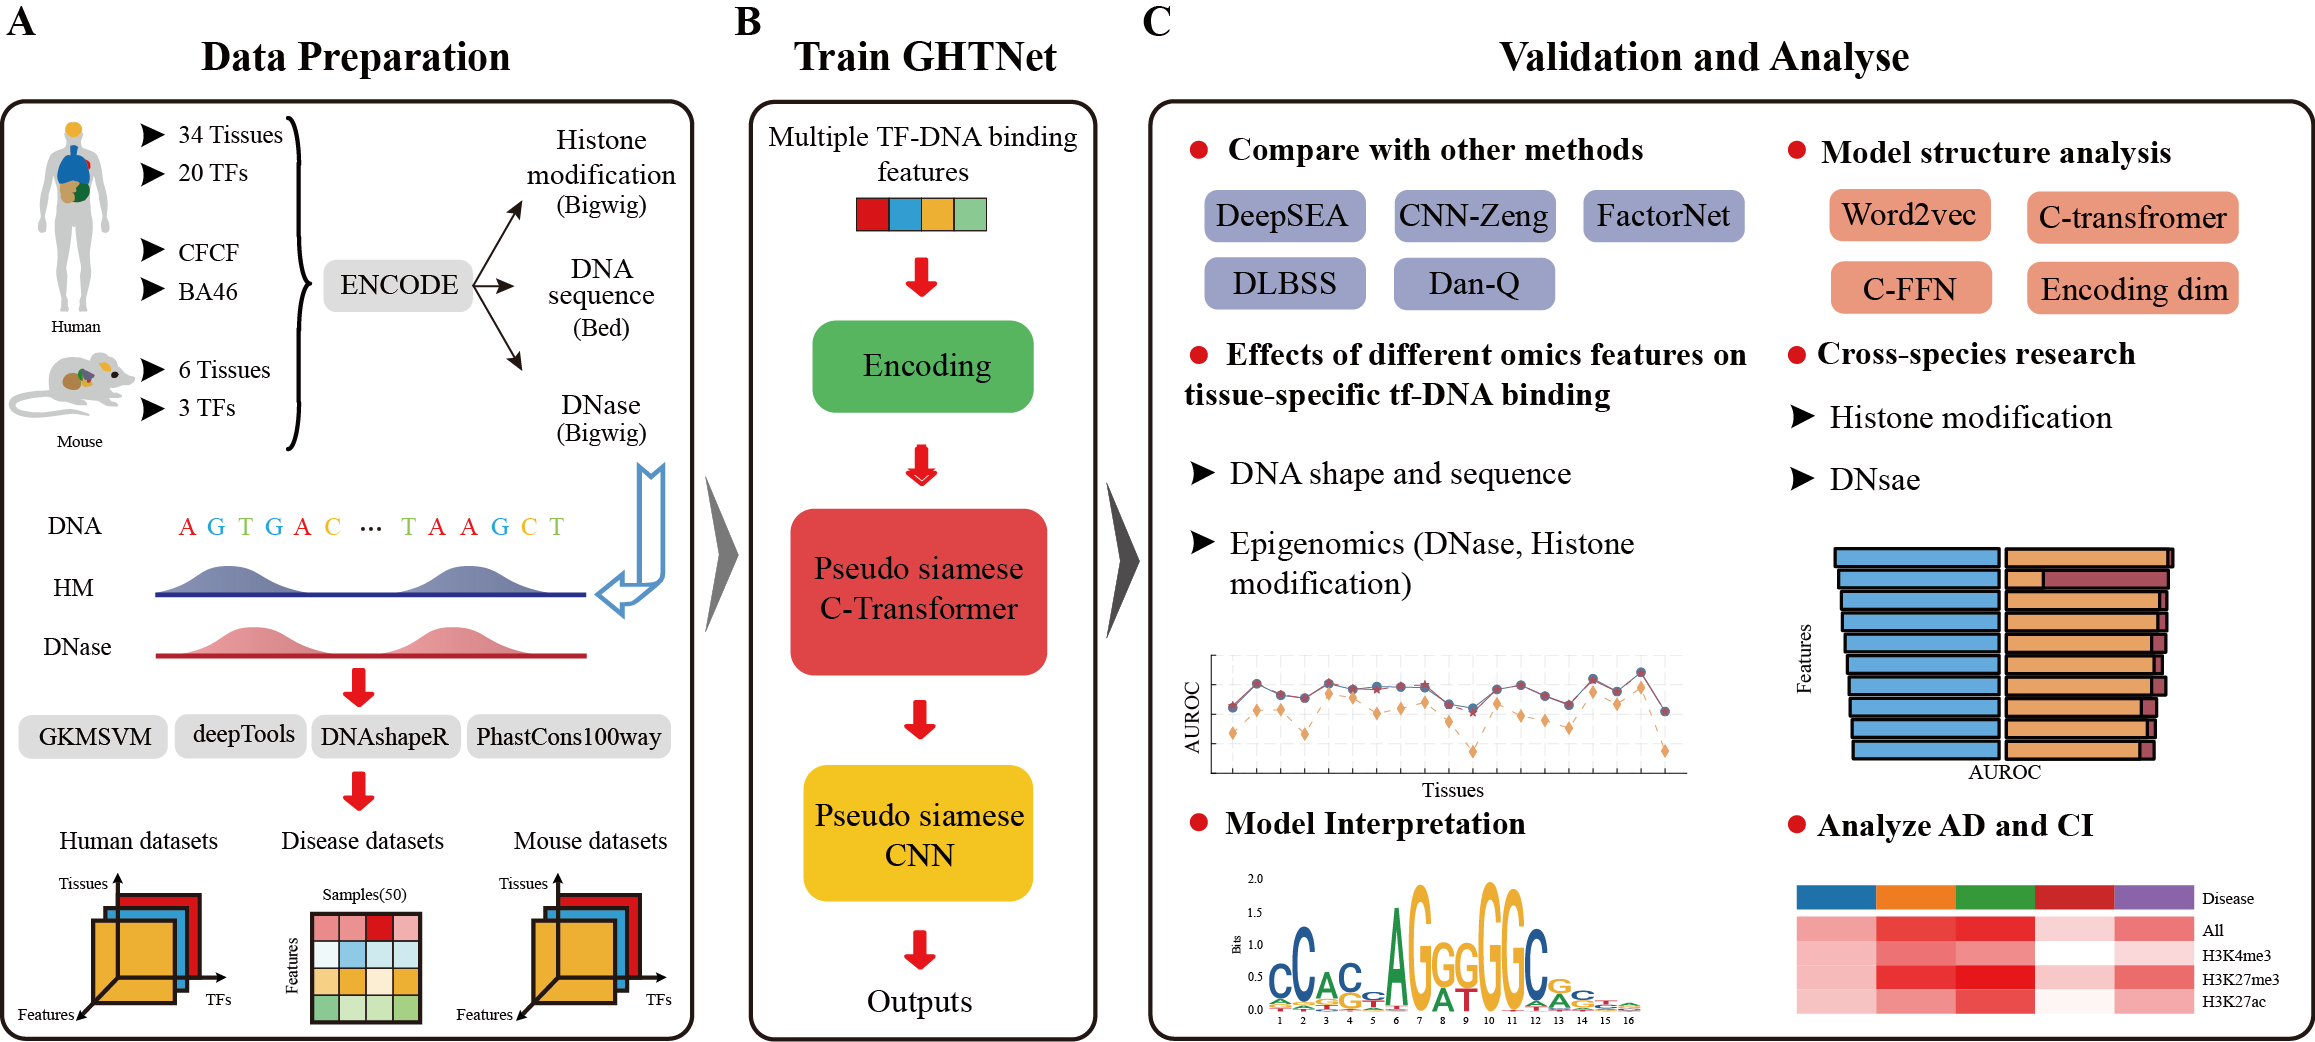 A
Data Preparation
34 Tissues
20 TFs
CFCF
BA46
Human
6 Tissues
3 TFs
Mouse
ENCODE
Histone
modification
(Bigwig)
DNA
sequence
(Bed)
DNase
(Bigwig)
DNA
A G T G A C ... T A A G C T
HM
DNase
GKMSVM
deepTools
DNAshapeR
PhastCons100way
Human datasets
Disease datasets
Mouse datasets
Tissues
TFs
Features
Samples(50)
Features
Tissues
TFs
Features
B
Train GHTNet
Multiple TF-DNA binding
features
Encoding
Pseudo siamese
C-Transformer
Pseudo siamese
CNN
Outputs
C
Validation and Analyse
Compare with other methods
DeepSEA
CNN-Zeng
FactorNet
DLBSS
Dan-Q
Effects of different omics features on
tissue-specific tf-DNA binding
DNA shape and sequence
Epigenomics (DNase, Histone
modification)
AUROC
Tissues
Model Interpretation
2.0
1.5
1.0
0.5
0.0
Bits
1 2 3 4 5 6 7 8 9 10 11 12 13 14 15 16
Model structure analysis
Word2vec
C-transfromer
C-FFN
Encoding dim
Cross-species research
Histone modification
DNsae
Features
AUROC
Analyze AD and CI
Disease
All
H3K4me3
H3K27me3
H3K27ac